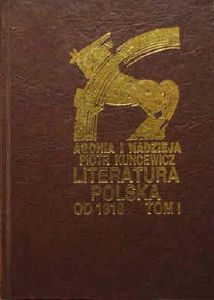 AGONIA I NADZIEJA
PIOTR KUNCEWICZ
LITERATURA
POLSKA
OD 1918 TOM I